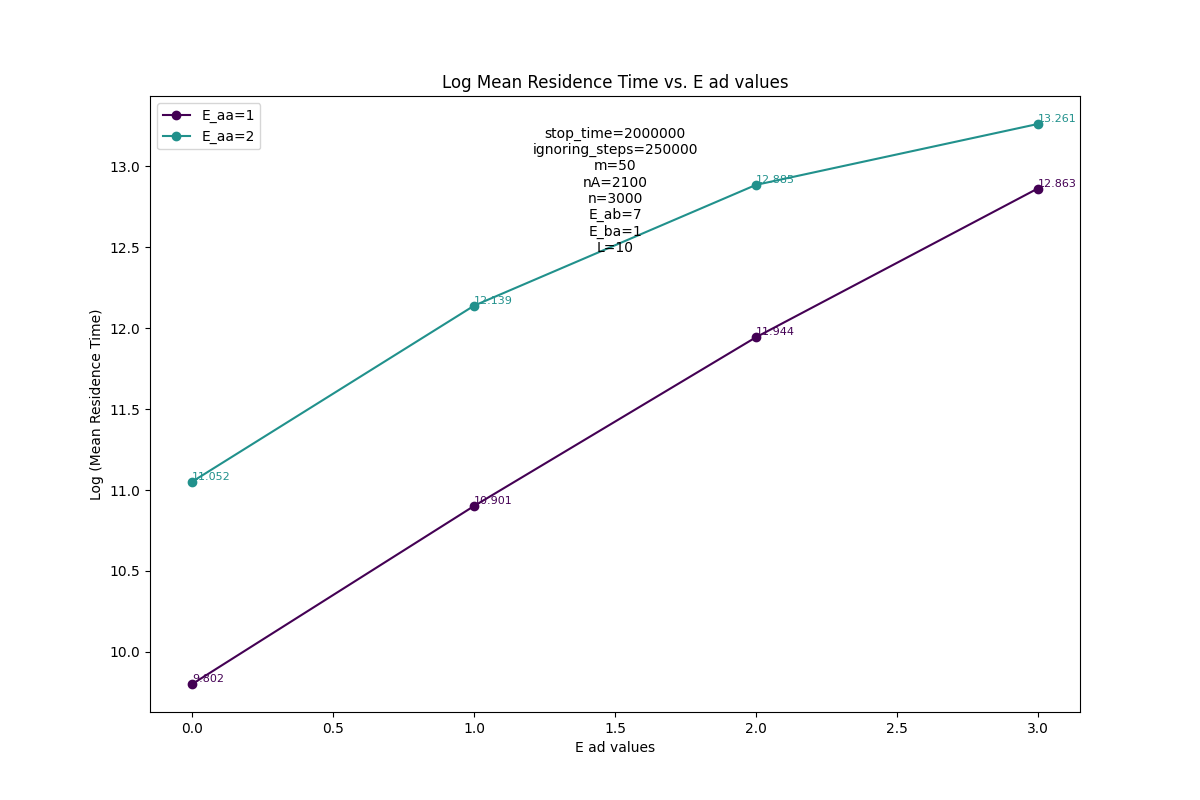 Log Mean Residence Time vs. E ad values
E_aa=1
E_aa=2
stop_time=2000000
ignoring_steps=250000
m=50
nA=2100
n=3000
E_ab=7
E_ba=1
L=10
13.261
12.885
12.863
12.139
11.944
11.052
10.901
9.802
Log (Mean Residence Time)
13.0
12.5
12.0
11.5
11.0
10.5
10.0
0.0 0.5 1.0 1.5 2.0 2.5 3.0
E ad values